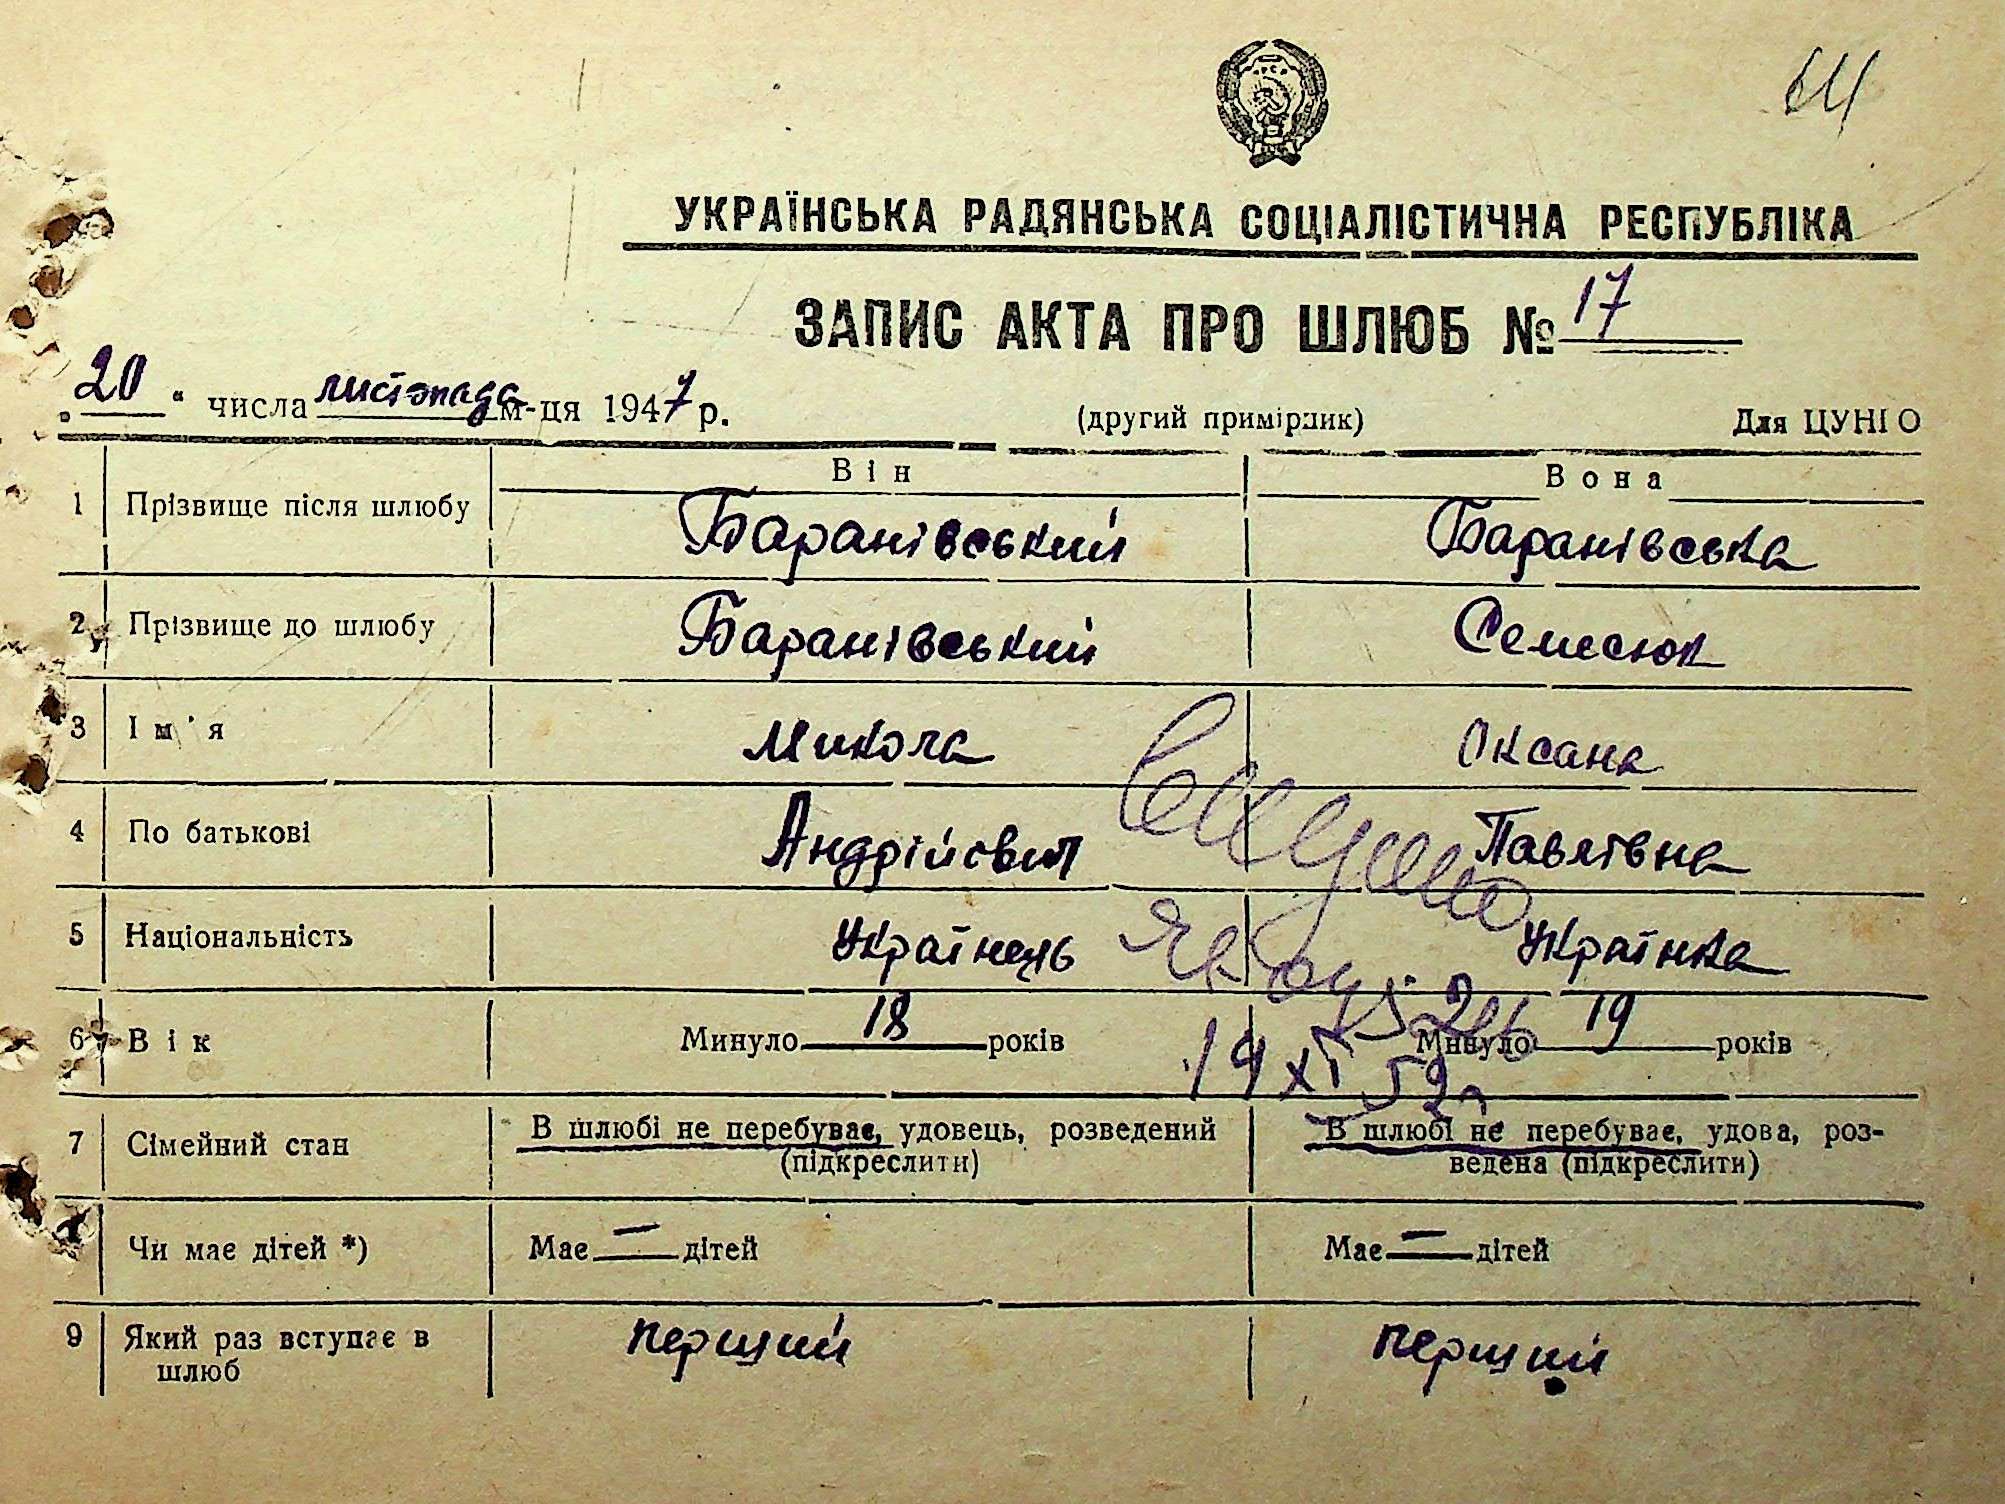 64
УКРАЇНСЬКА РАДЯНСЬКА СОЦІАЛІСТИЧНА РЕСПУБЛІКА
ЗАПИС АКТА ПРО ШЛЮБ № 17
„20“ числа листопада м-ця 1947 р. (другий примірник) Для ЦУНГО
Він Вона
1 Прізвище після шлюбу Баранівський Баранівська
2 Прізвище до шлюбу Баранівський Семесюк
3 Ім'я Микола Оксана
4 По батькові Андрійович Павлівна
5 Національність Українець Українка
6 Вік Минуло 18 років Минуло 19 років
19 XI 52
7 Сімейний стан В шлюбі не перебуває, удовець, розведений В шлюбі не перебуває, удова, роз-
(підкреслити) ведена (підкреслити)
Чи має дітей *) Має — дітей Має — дітей
9 Який раз вступає в перший перший
шлюб